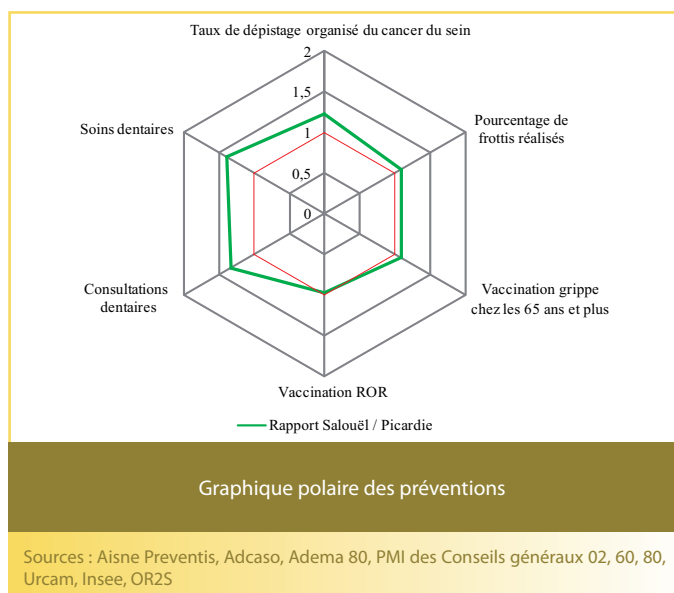 Taux de dépistage organisé du cancer du sein
2
1,5
1
0,5
0
Pourcentage de
frottis réalisés
Vaccination grippe
chez les 65 ans et plus
Vaccination ROR
Consultations
dentaires
Soins dentaires
Rapport Salouël / Picardie
Graphique polaire des préventions
Sources : Aisne Preventis, Adcaso, Adema 80, PMI des Conseils généraux 02, 60, 80,
Urcam, Insee, OR2S